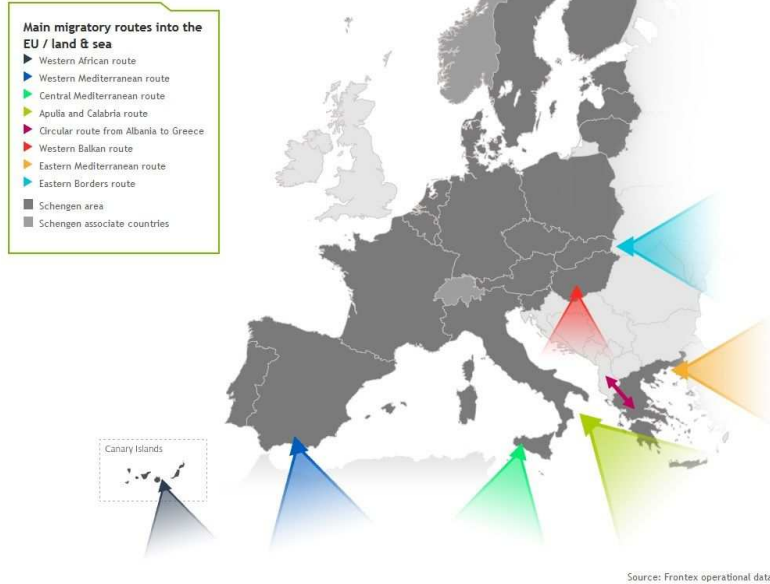 Main migratory routes into the
EU / land & sea
Western African route
Western Mediterranean route
Central Mediterranean route
Apulia and Calabria route
Circular route from Albania to Greece
Western Balkan route
Eastern Mediterranean route
Eastern Borders route
Schengen area
Schengen associate countries
Canary Islands
Source: Frontex operational data